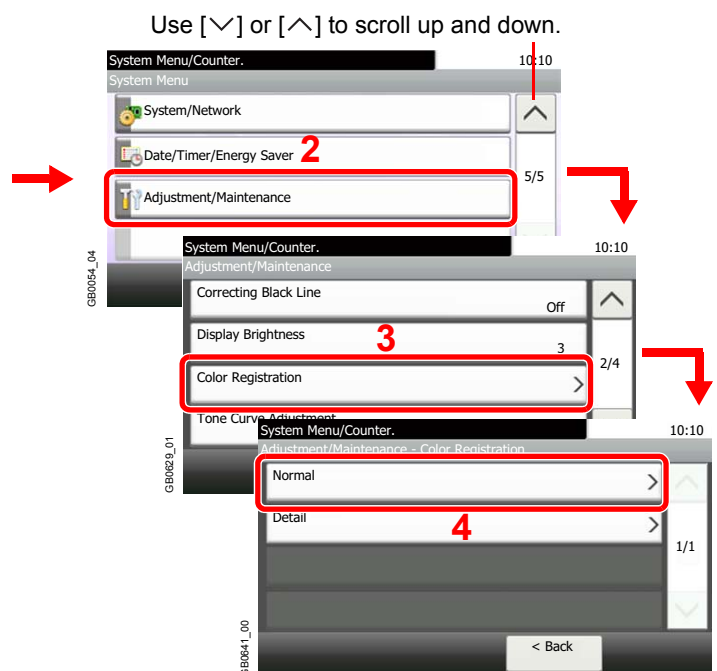 Use [∨] or [∧] to scroll up and down.
System Menu/Counter.
10:10
System Menu
System/Network
Date/Timer/Energy Saver
2
5/5
Adjustment/Maintenance
GB0054_04
System Menu/Counter.
10:10
Adjustment/Maintenance
Correcting Black Line
Off
Display Brightness
3
3
2/4
Color Registration
Tone Curve Adjustment
GB0629_01
System Menu/Counter.
10:10
Adjustment/Maintenance - Color Registration
Normal
Detail
4
1/1
GB0641_00
< Back